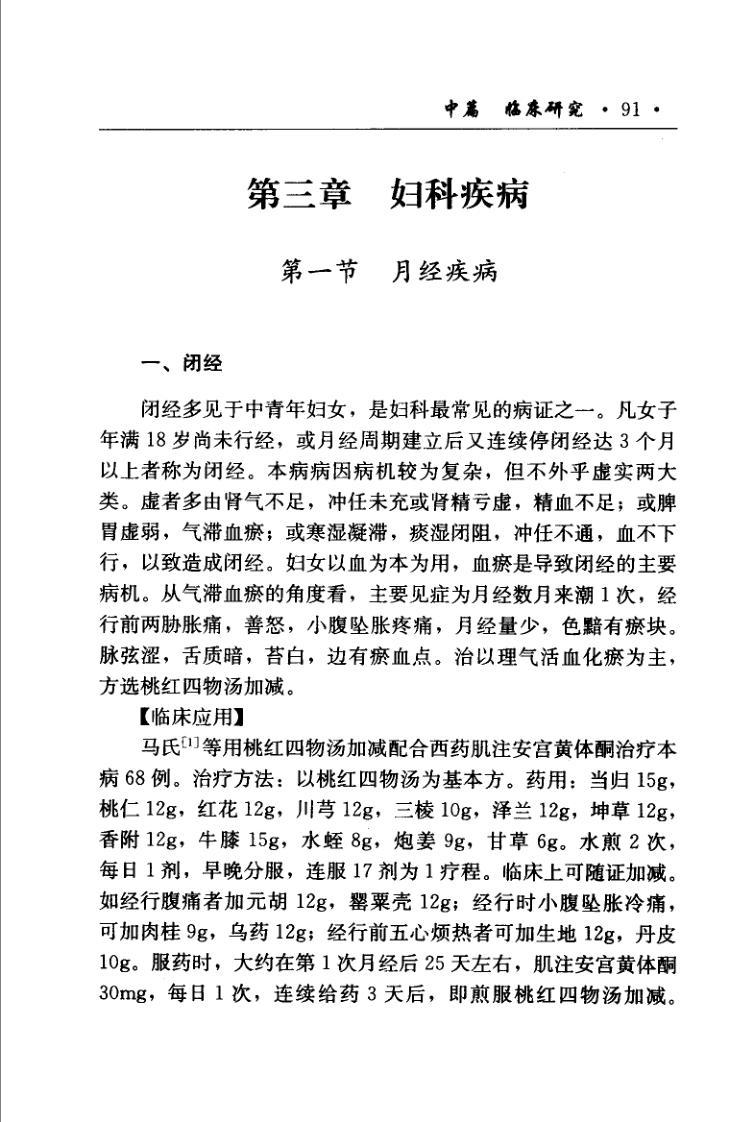 中篇 临床研究 · 91 ·
第三章 妇科疾病
第一节 月经疾病
一、闭经
闭经多见于中青年妇女，是妇科最常见的病证之一。凡女子
年满 18 岁尚未行经，或月经周期建立后又连续停闭经达 3 个月
以上者称为闭经。本病病因病机较为复杂，但不外乎虚实两大
类。虚者多由肾气不足，冲任未充或肾精亏虚，精血不足；或脾
胃虚弱，气滞血瘀；或寒湿凝滞，痰湿闭阻，冲任不通，血不下
行，以致造成闭经。妇女以血为本为用，血瘀是导致闭经的主要
病机。从气滞血瘀的角度看，主要见症为月经数月来潮 1 次，经
行前两胁胀痛，善怒，小腹坠胀疼痛，月经量少，色黯有瘀块。
脉弦涩，舌质暗，苔白，边有瘀血点。治以理气活血化瘀为主，
方选桃红四物汤加减。
【临床应用】
马氏[1]等用桃红四物汤加减配合西药肌注安宫黄体酮治疗本
病 68 例。治疗方法：以桃红四物汤为基本方。药用：当归 15g，
桃仁 12g，红花 12g，川芎 12g，三棱 10g，泽兰 12g，坤草 12g，
香附 12g，牛膝 15g，水蛭 8g，炮姜 9g，甘草 6g。水煎 2 次，
每日 1 剂，早晚分服，连服 17 剂为 1 疗程。临床上可随证加减。
如经行腹痛者加元胡 12g，罂粟壳 12g；经行时小腹坠胀冷痛，
可加肉桂 9g，乌药 12g；经行前五心烦热者可加生地 12g，丹皮
10g。服药时，大约在第 1 次月经后 25 天左右，肌注安宫黄体酮
30mg，每日 1 次，连续给药 3 天后，即煎服桃红四物汤加减。